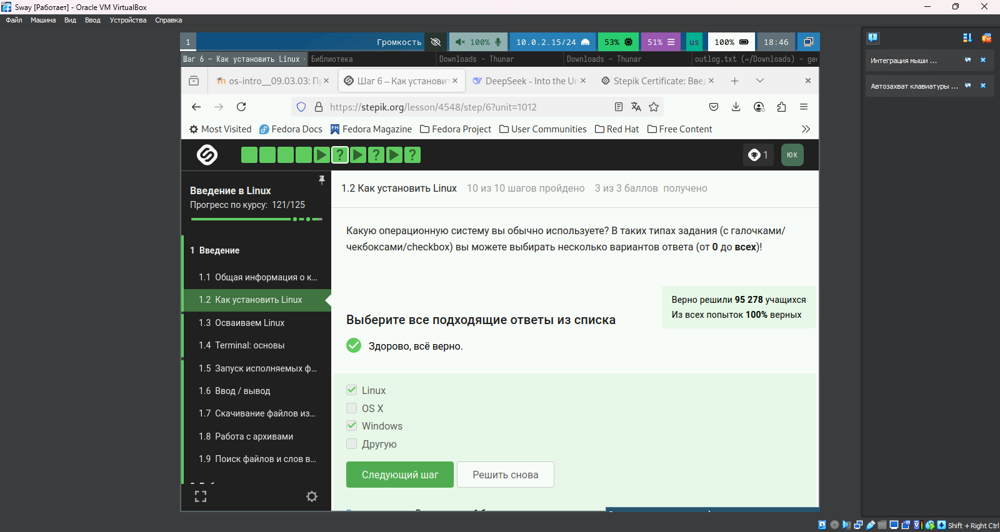 Sway [Работает] - Oracle VM VirtualBox
Файл Машина Вид Ввод Устройства Справка
1 Громкость 100% 10.0.2.15/24 53% 51% us 100% 18:46
Шаг 6 – Как установить Linux · Библиотека Downloads - Thunar Downloads - Thunar outlog.txt (~/Downloads) - ge
os-intro__09.03.03: П Шаг 6 – Как установит DeepSeek - Into the Un Stepik Certificate: Введ
https://stepik.org/lesson/4548/step/6?unit=1012
Most Visited Fedora Docs Fedora Magazine Fedora Project User Communities Red Hat Free Content
? ? ? 1 ЮК
Введение в Linux
Прогресс по курсу: 121/125
1 Введение
1.1 Общая информация о к...
1.2 Как установить Linux
1.3 Осваиваем Linux
1.4 Terminal: основы
1.5 Запуск исполняемых ф...
1.6 Ввод / вывод
1.7 Скачивание файлов из...
1.8 Работа с архивами
1.9 Поиск файлов и слов в...
1.2 Как установить Linux 10 из 10 шагов пройдено 3 из 3 баллов получено
Какую операционную систему вы обычно используете? В таких типах задания (с галочками/
чекбоксами/checkbox) вы можете выбирать несколько вариантов ответа (от 0 до всех)!
Верно решили 95 278 учащихся
Из всех попыток 100% верных
Выберите все подходящие ответы из списка
Здорово, всё верно.
Linux
OS X
Windows
Другую
Следующий шаг Решить снова
Интеграция мыши ...
Автозахват клавиатуры ...
Shift + Right Ctrl